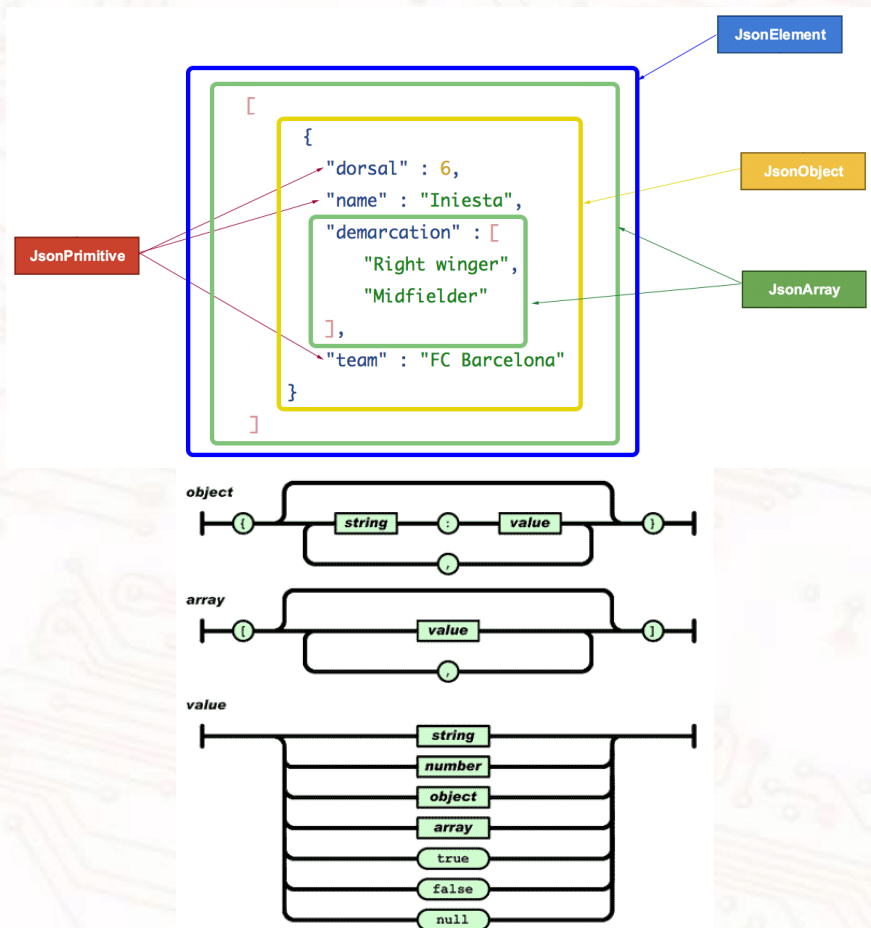 JsonElement
[
{
"dorsal" : 6,
JsonObject
"name" : "Iniesta",
"demarcation" : [
JsonPrimitive
"Right winger",
JsonArray
"Midfielder"
],
"team" : "FC Barcelona"
}
]
object
{ string : value }
,
array
[ value ]
,
value
string
number
object
array
true
false
null